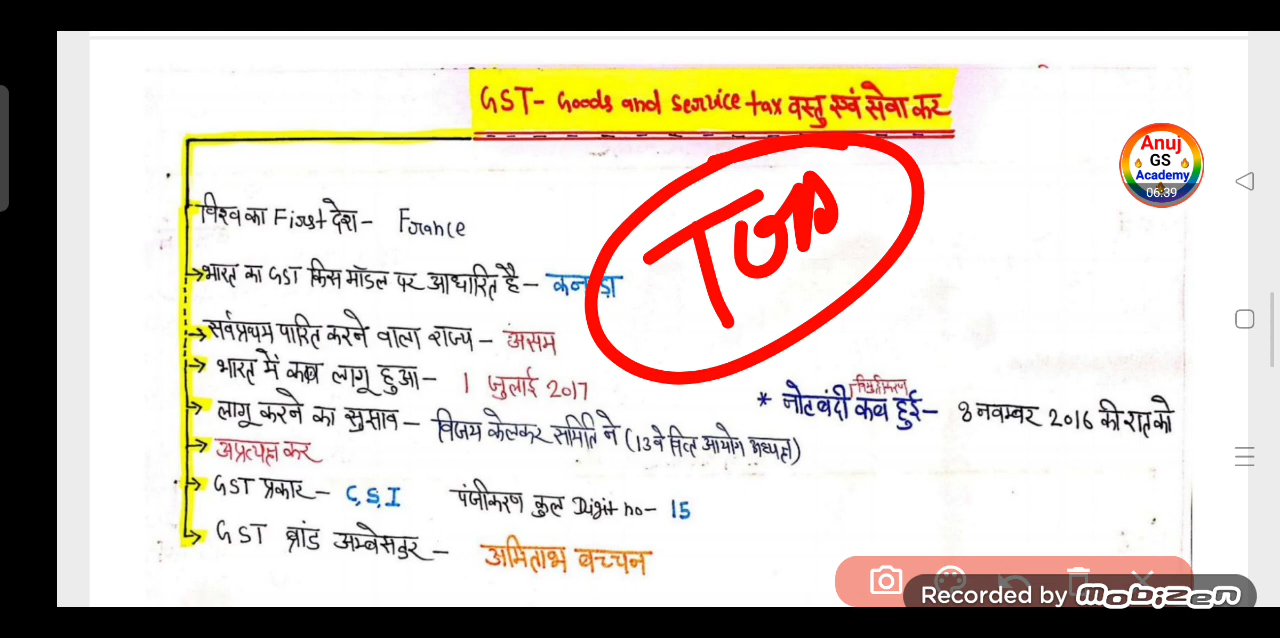 GST- Goods and Service tax वस्तु एवं सेवा कर
Anuj
GS
Academy
06:39
विश्व का First देश - France
Top
भारत का GST किस मॉडल पर आधारित है - कनाडा
सर्वप्रथम पारित करने वाला राज्य - असम
भारत में कब लागू हुआ - 1 जुलाई 2017
विमुद्रीकरण
* नोटबंदी कब हुई - 8 नवम्बर 2016 की रात को
लागू करने का सुझाव - विजय केलकर समिति ने (13वे वित्त आयोग अध्यक्ष)
अप्रत्यक्ष कर
GST प्रकार - C, S, I पंजीकरण कुल Digit no - 15
GST ब्रांड अम्बेसडर - अमिताभ बच्चन
Recorded by mobizen